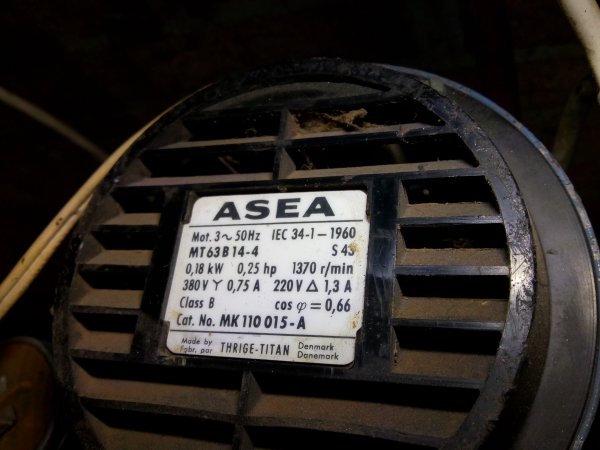 ASEA
Mot. 3~ 50Hz IEC 34-1-1960
MT63B14-4 S 43
0,18 kW 0,25 hp 1370 r/min
380V Y 0,75 A 220V △ 1,3 A
Class B cos φ = 0,66
Cat. No. MK 110 015-A
Made by THRIGE-TITAN Denmark
fabr. par Danemark